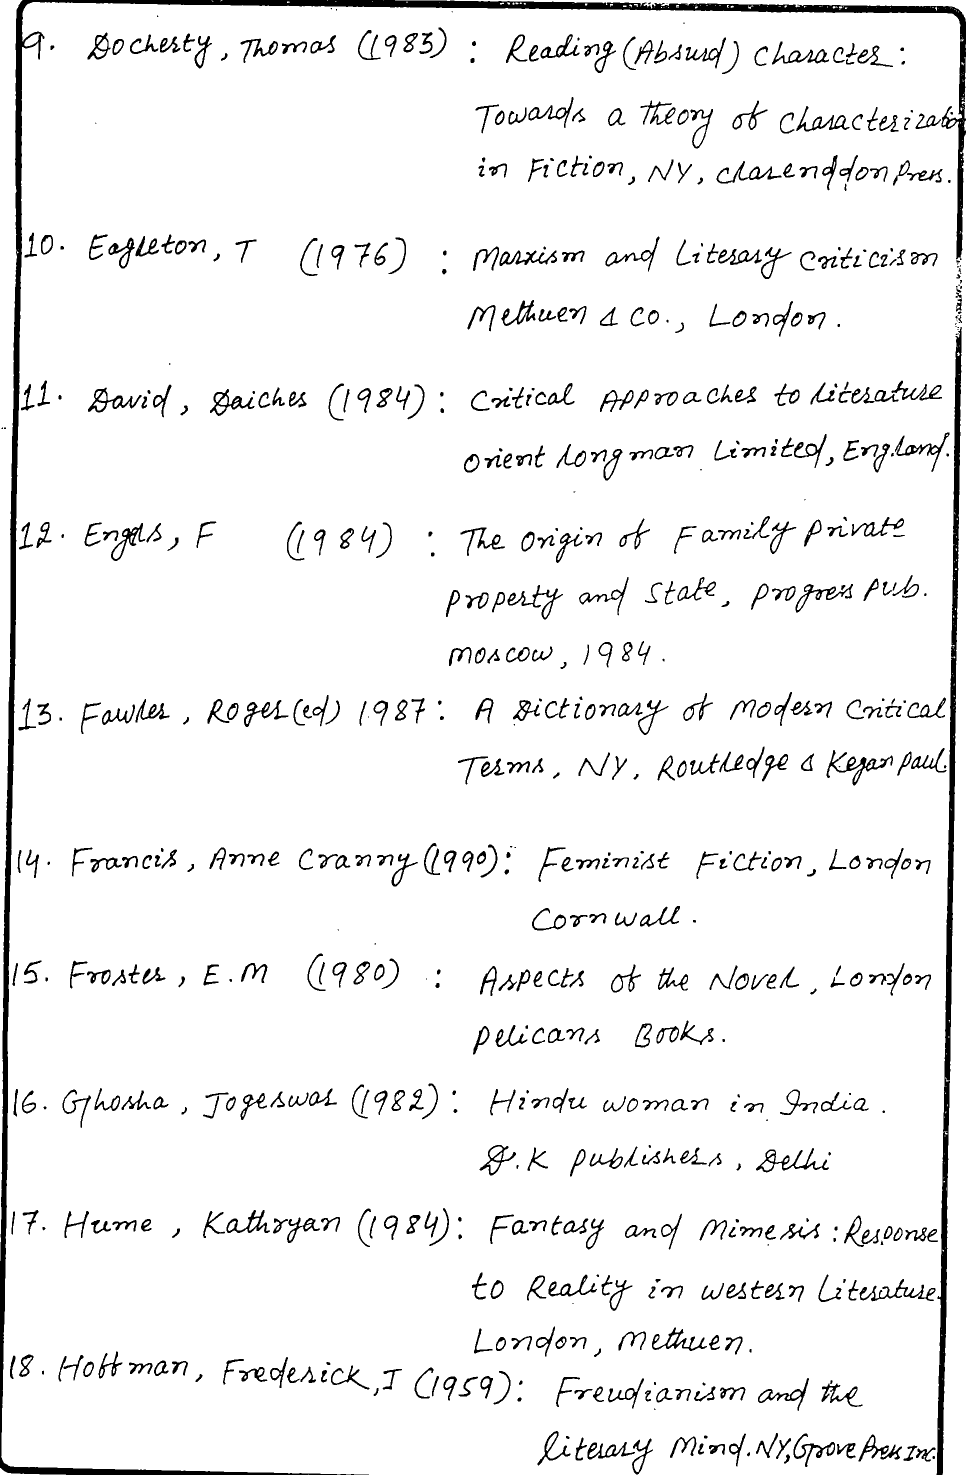 9. Docherty, Thomas (1983) : Reading (Absurd) Character :
Towards a Theory of Characterization
in Fiction, NY, Clarenddon Press.
10. Eagleton, T (1976) : Marxism and Literary Criticism
Methuen & Co., London.
11. David, Daiches (1984) : Critical Approaches to Literature
Orient Longman Limited, England.
12. Engels, F (1984) : The Origin of Family Private
Property and State, Progress Pub.
Moscow, 1984.
13. Fawler, Roger (ed) 1987 : A Dictionary of Modern Critical
Terms, NY, Routledge & Kegan Paul.
14. Francis, Anne Cranny (1990) : Feminist Fiction, London
Cornwall.
15. Froster, E.M (1980) : Aspects of the Novel, London
Pelicans Books.
16. Ghosha, Jogeswar (1982) : Hindu woman in India.
D.K Publishers, Delhi
17. Hume, Kathryan (1984) : Fantasy and Mimesis : Response
to Reality in western Literature.
London, Methuen.
18. Hoffman, Frederick, J (1959) : Freudianism and the
literary Mind. NY, Grove Press Inc.